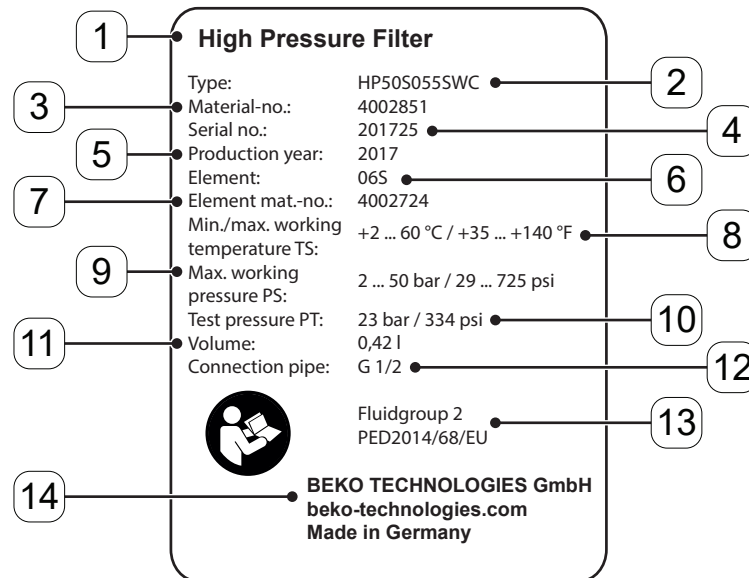 1 High Pressure Filter
Type: HP50S055SWC 2
3 Material-no.: 4002851
Serial no.: 201725 4
5 Production year: 2017
Element: 06S 6
7 Element mat.-no.: 4002724
Min./max. working
temperature TS: +2 ... 60 °C / +35 ... +140 °F 8
9 Max. working
pressure PS: 2 ... 50 bar / 29 ... 725 psi
Test pressure PT: 23 bar / 334 psi 10
11 Volume: 0,42 l
Connection pipe: G 1/2 12
Fluidgroup 2 13
PED2014/68/EU
14 BEKO TECHNOLOGIES GmbH
beko-technologies.com
Made in Germany